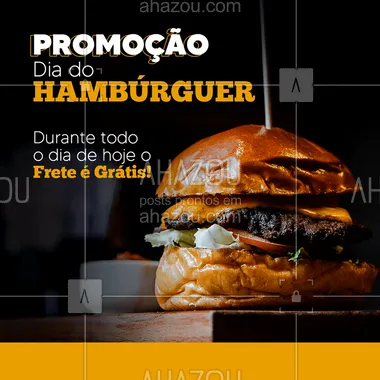 ahazou.com
PROMOÇÃO
Dia do
HAMBÚRGUER
Durante todo
o dia de hoje o
Frete é Grátis!
AHAZOU
posts prontos em
ahazou.com
AHAZOU